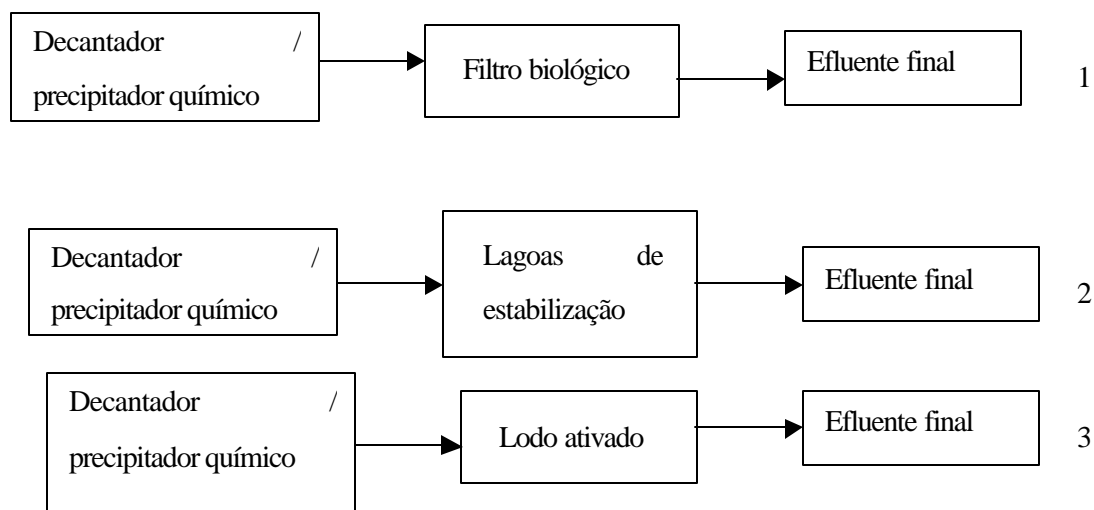 Decantador /
precipitador químico
Filtro biológico
Efluente final
1
Decantador /
precipitador químico
Lagoas de
estabilização
Efluente final
2
Decantador /
precipitador químico
Lodo ativado
Efluente final
3